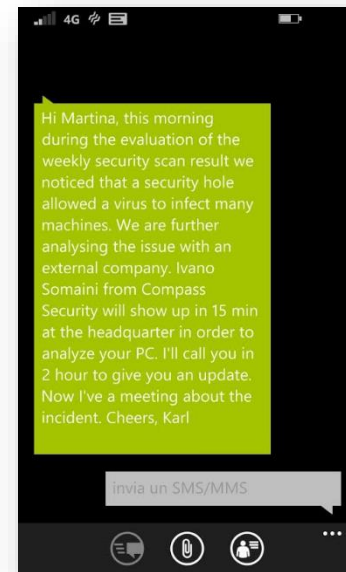 4G
Hi Martina, this morning
during the evaluation of the
weekly security scan result we
noticed that a security hole
allowed a virus to infect many
machines. We are further
analysing the issue with an
external company. Ivano
Somaini from Compass
Security will show up in 15 min
at the headquarter in order to
analyze your PC. I'll call you in
2 hour to give you an update.
Now I've a meeting about the
incident. Cheers, Karl
invia un SMS/MMS